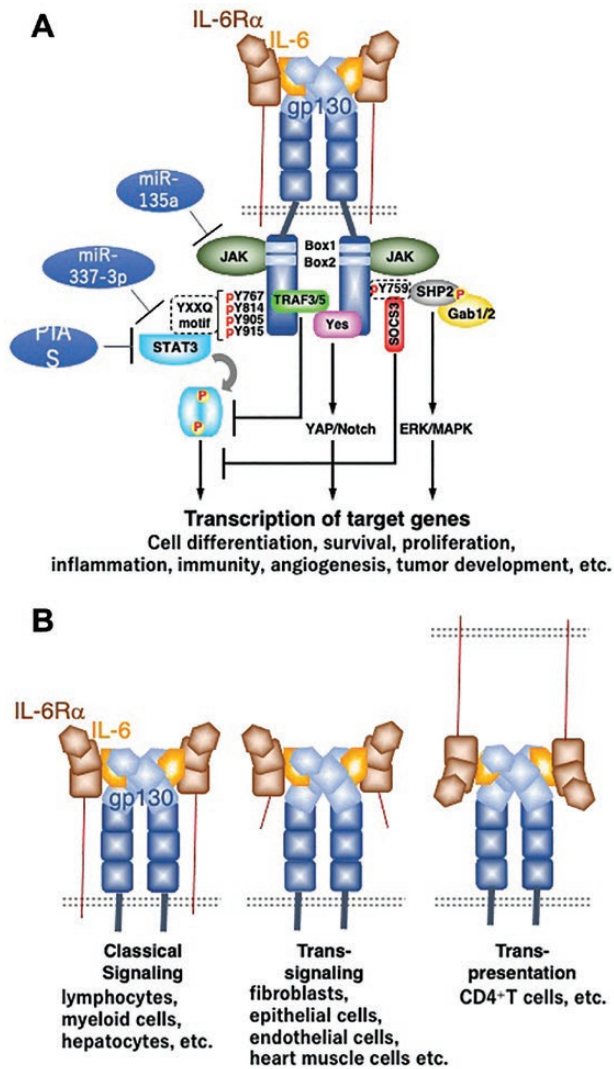 A
IL-6Rα
IL-6
gp130
miR-
135a
JAK
Box1
Box2
JAK
miR-
337-3p
YXXQ
motif
pY767
pY814
pY905
pY915
TRAF3/5
pY759
SHP2
P
Gab1/2
PIA
S
STAT3
Yes
SOCS3
P
P
YAP/Notch
ERK/MAPK
Transcription of target genes
Cell differentiation, survival, proliferation,
inflammation, immunity, angiogenesis, tumor development, etc.
B
IL-6Rα
IL-6
gp130
Classical
Signaling
lymphocytes,
myeloid cells,
hepatocytes, etc.
Trans-
signaling
fibroblasts,
epithelial cells,
endothelial cells,
heart muscle cells etc.
Trans-
presentation
CD4+T cells, etc.